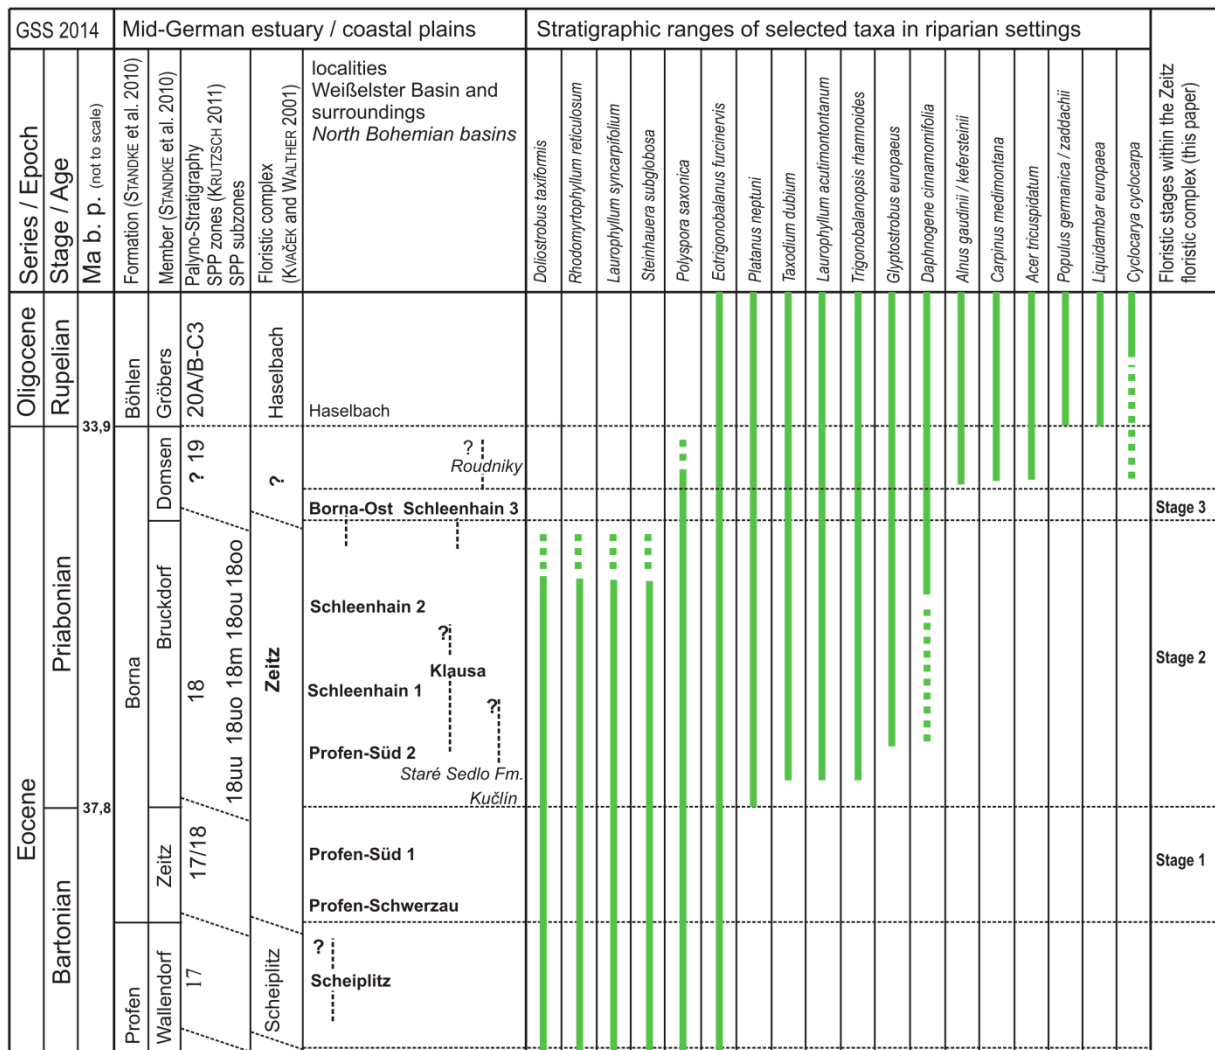 GSS 2014
Mid-German estuary / coastal plains
Stratigraphic ranges of selected taxa in riparian settings
Series / Epoch
Stage / Age
Ma b. p. (not to scale)
Formation (STANDKE et al. 2010)
Member (STANDKE et al. 2010)
Palyno-Stratigraphy
SPP zones (KRUTZSCH 2011)
SPP subzones
Floristic complex
(KVAČEK and WALTHER 2001)
localities
Weißelster Basin and
surroundings
North Bohemian basins
Doliostrobus taxiformis
Rhodomyrtophyllum reticulosum
Laurophyllum syncarpifolium
Steinhauera subglobosa
Polyspora saxonica
Eotrigonobalanus furcinervis
Platanus neptuni
Taxodium dubium
Laurophyllum acutimontontanum
Trigonobalanopsis rhamnoides
Glyptostrobus europaeus
Daphnogene cinnamomifolia
Alnus gaudinii / kefersteinii
Carpinus medimontana
Acer tricuspidatum
Populus germanica / zaddachii
Liquidambar europaea
Cyclocarya cyclocarpa
Floristic stages within the Zeitz
floristic complex (this paper)
Oligocene
Rupelian
33,9
Böhlen
Gröbers
20A/B-C3
Haselbach
Haselbach
Eocene
Priabonian
Domsen
? 19
?
?
Roudniky
Borna-Ost Schleenhain 3
Stage 3
Borna
Bruckdorf
18
18uu 18uo 18m 18ou 18oo
Zeitz
Schleenhain 2
?
Klausa
Schleenhain 1
?
Profen-Süd 2
Staré Sedlo Fm.
Kučlín
Stage 2
37,8
Bartonian
Zeitz
17/18
Profen-Süd 1
Profen-Schwerzau
Stage 1
Profen
Wallendorf
17
Scheiplitz
?
Scheiplitz